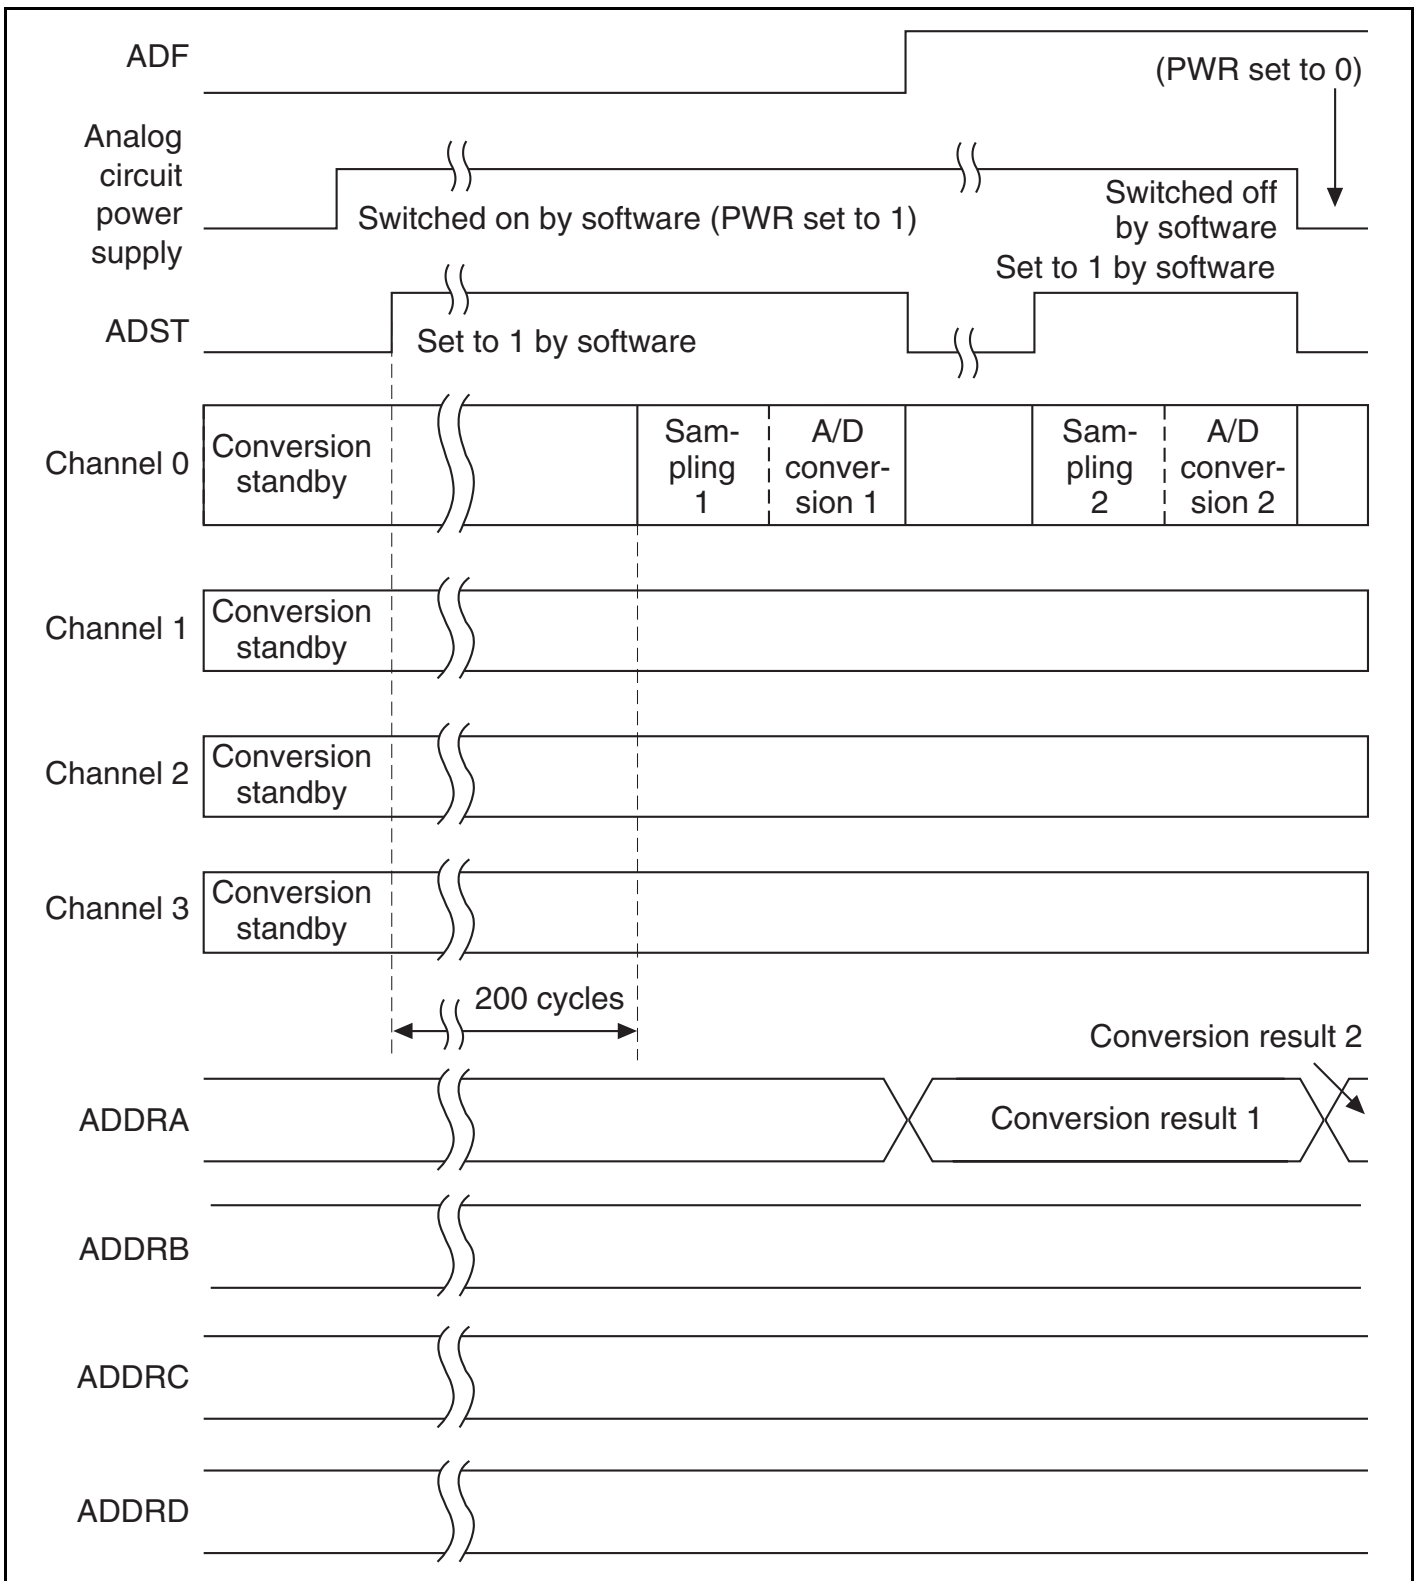 ADF
(PWR set to 0)
Analog
circuit
power
supply
Switched on by software (PWR set to 1)
Switched off
by software
Set to 1 by software
ADST
Set to 1 by software
Channel 0
Conversion
standby
Sam-
pling
1
A/D
conver-
sion 1
Sam-
pling
2
A/D
conver-
sion 2
Channel 1
Conversion
standby
Channel 2
Conversion
standby
Channel 3
Conversion
standby
200 cycles
Conversion result 2
ADDRA
Conversion result 1
ADDRB
ADDRC
ADDRD